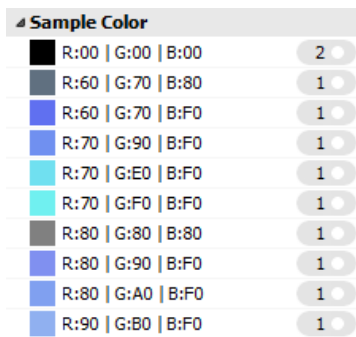 Sample Color
R:00 | G:00 | B:00 2
R:60 | G:70 | B:80 1
R:60 | G:70 | B:F0 1
R:70 | G:90 | B:F0 1
R:70 | G:E0 | B:F0 1
R:70 | G:F0 | B:F0 1
R:80 | G:80 | B:80 1
R:80 | G:90 | B:F0 1
R:80 | G:A0 | B:F0 1
R:90 | G:B0 | B:F0 1